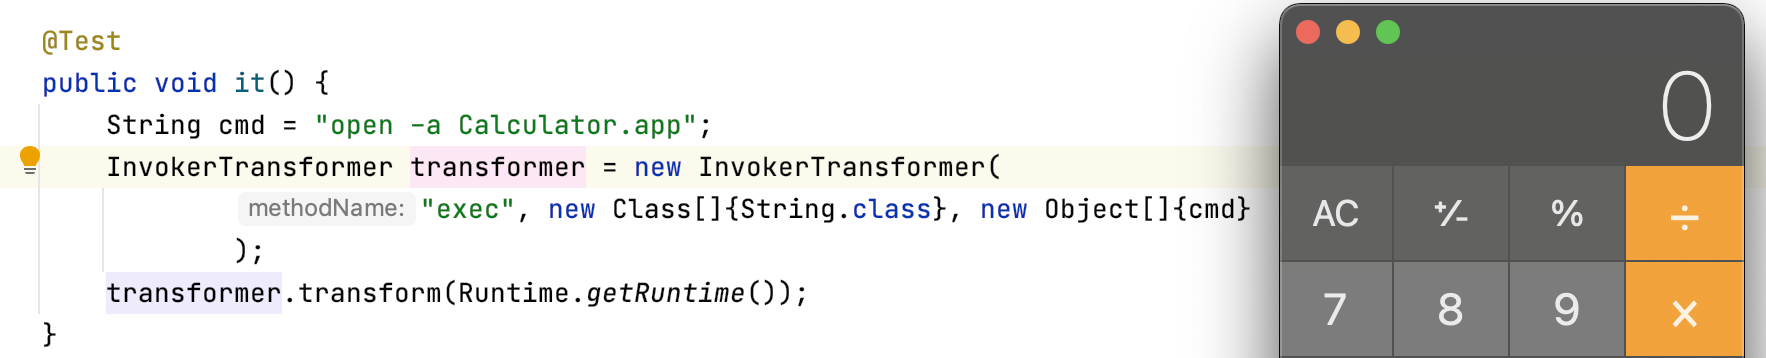 @Test
public void it() {
String cmd = "open -a Calculator.app";
InvokerTransformer transformer = new InvokerTransformer(
methodName: "exec", new Class[]{String.class}, new Object[]{cmd}
);
transformer.transform(Runtime.getRuntime());
}
0
AC ⁺∕₋ % ÷
7 8 9 ×